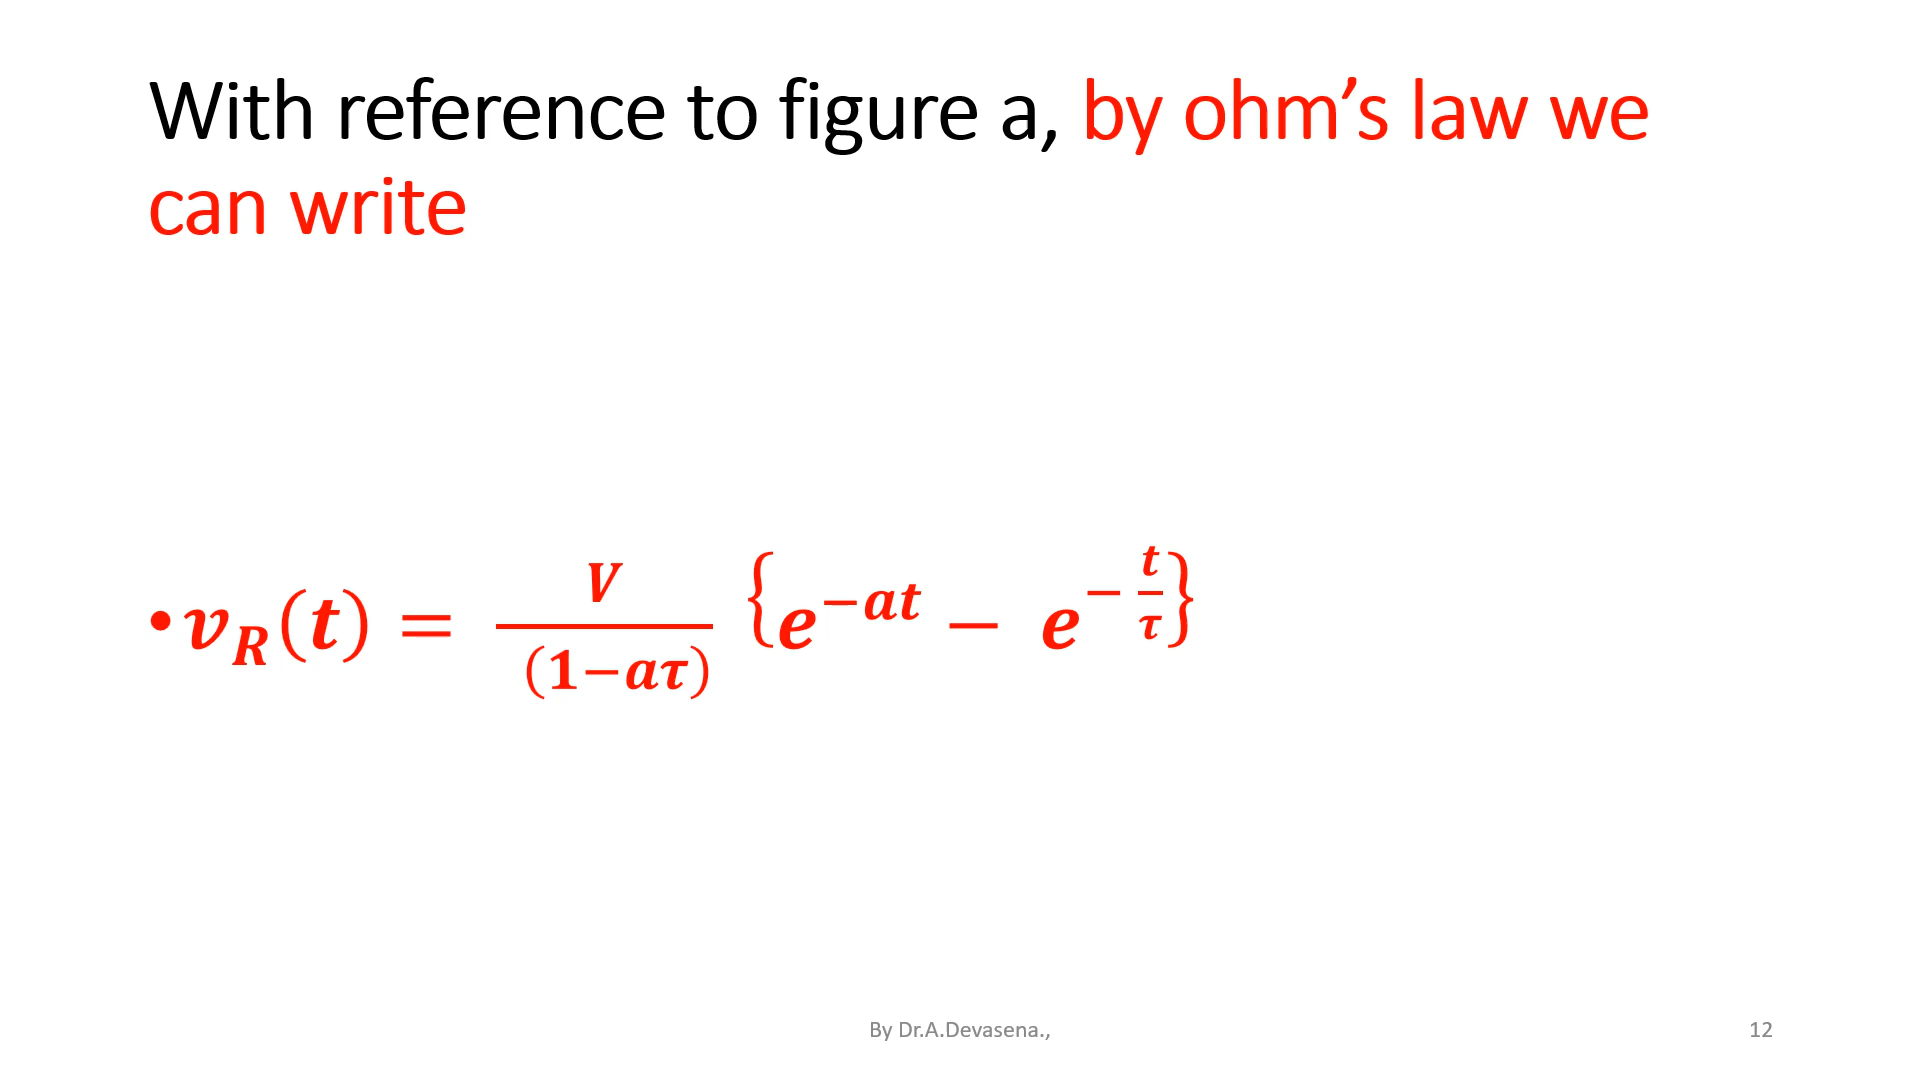 With reference to figure a, by ohm’s law we
can write
•v_R(t) = V/(1−aτ) {e^{−at} − e^{−t/τ}}
By Dr.A.Devasena.,
12